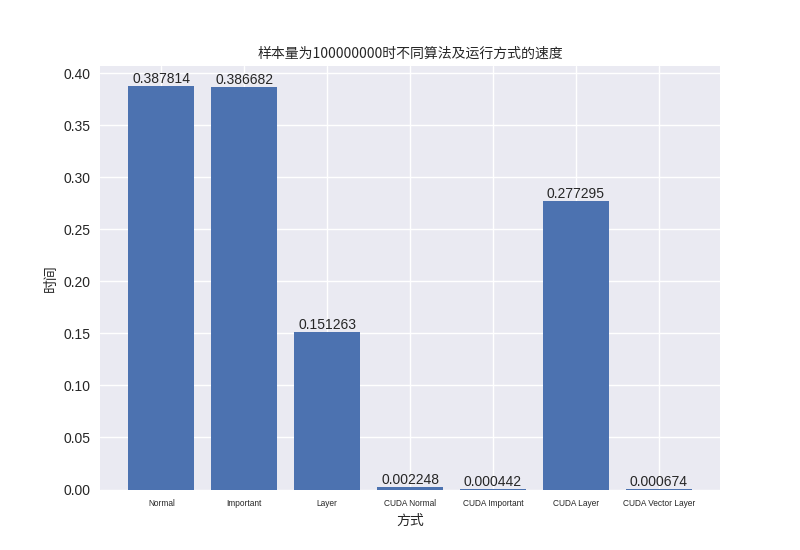 样本量为100000000时不同算法及运行方式的速度
时间
0.40
0.35
0.30
0.25
0.20
0.15
0.10
0.05
0.00
0.387814
0.386682
0.151263
0.002248
0.000442
0.277295
0.000674
Normal
Important
Layer
CUDA Normal
CUDA Important
CUDA Layer
CUDA Vector Layer
方式